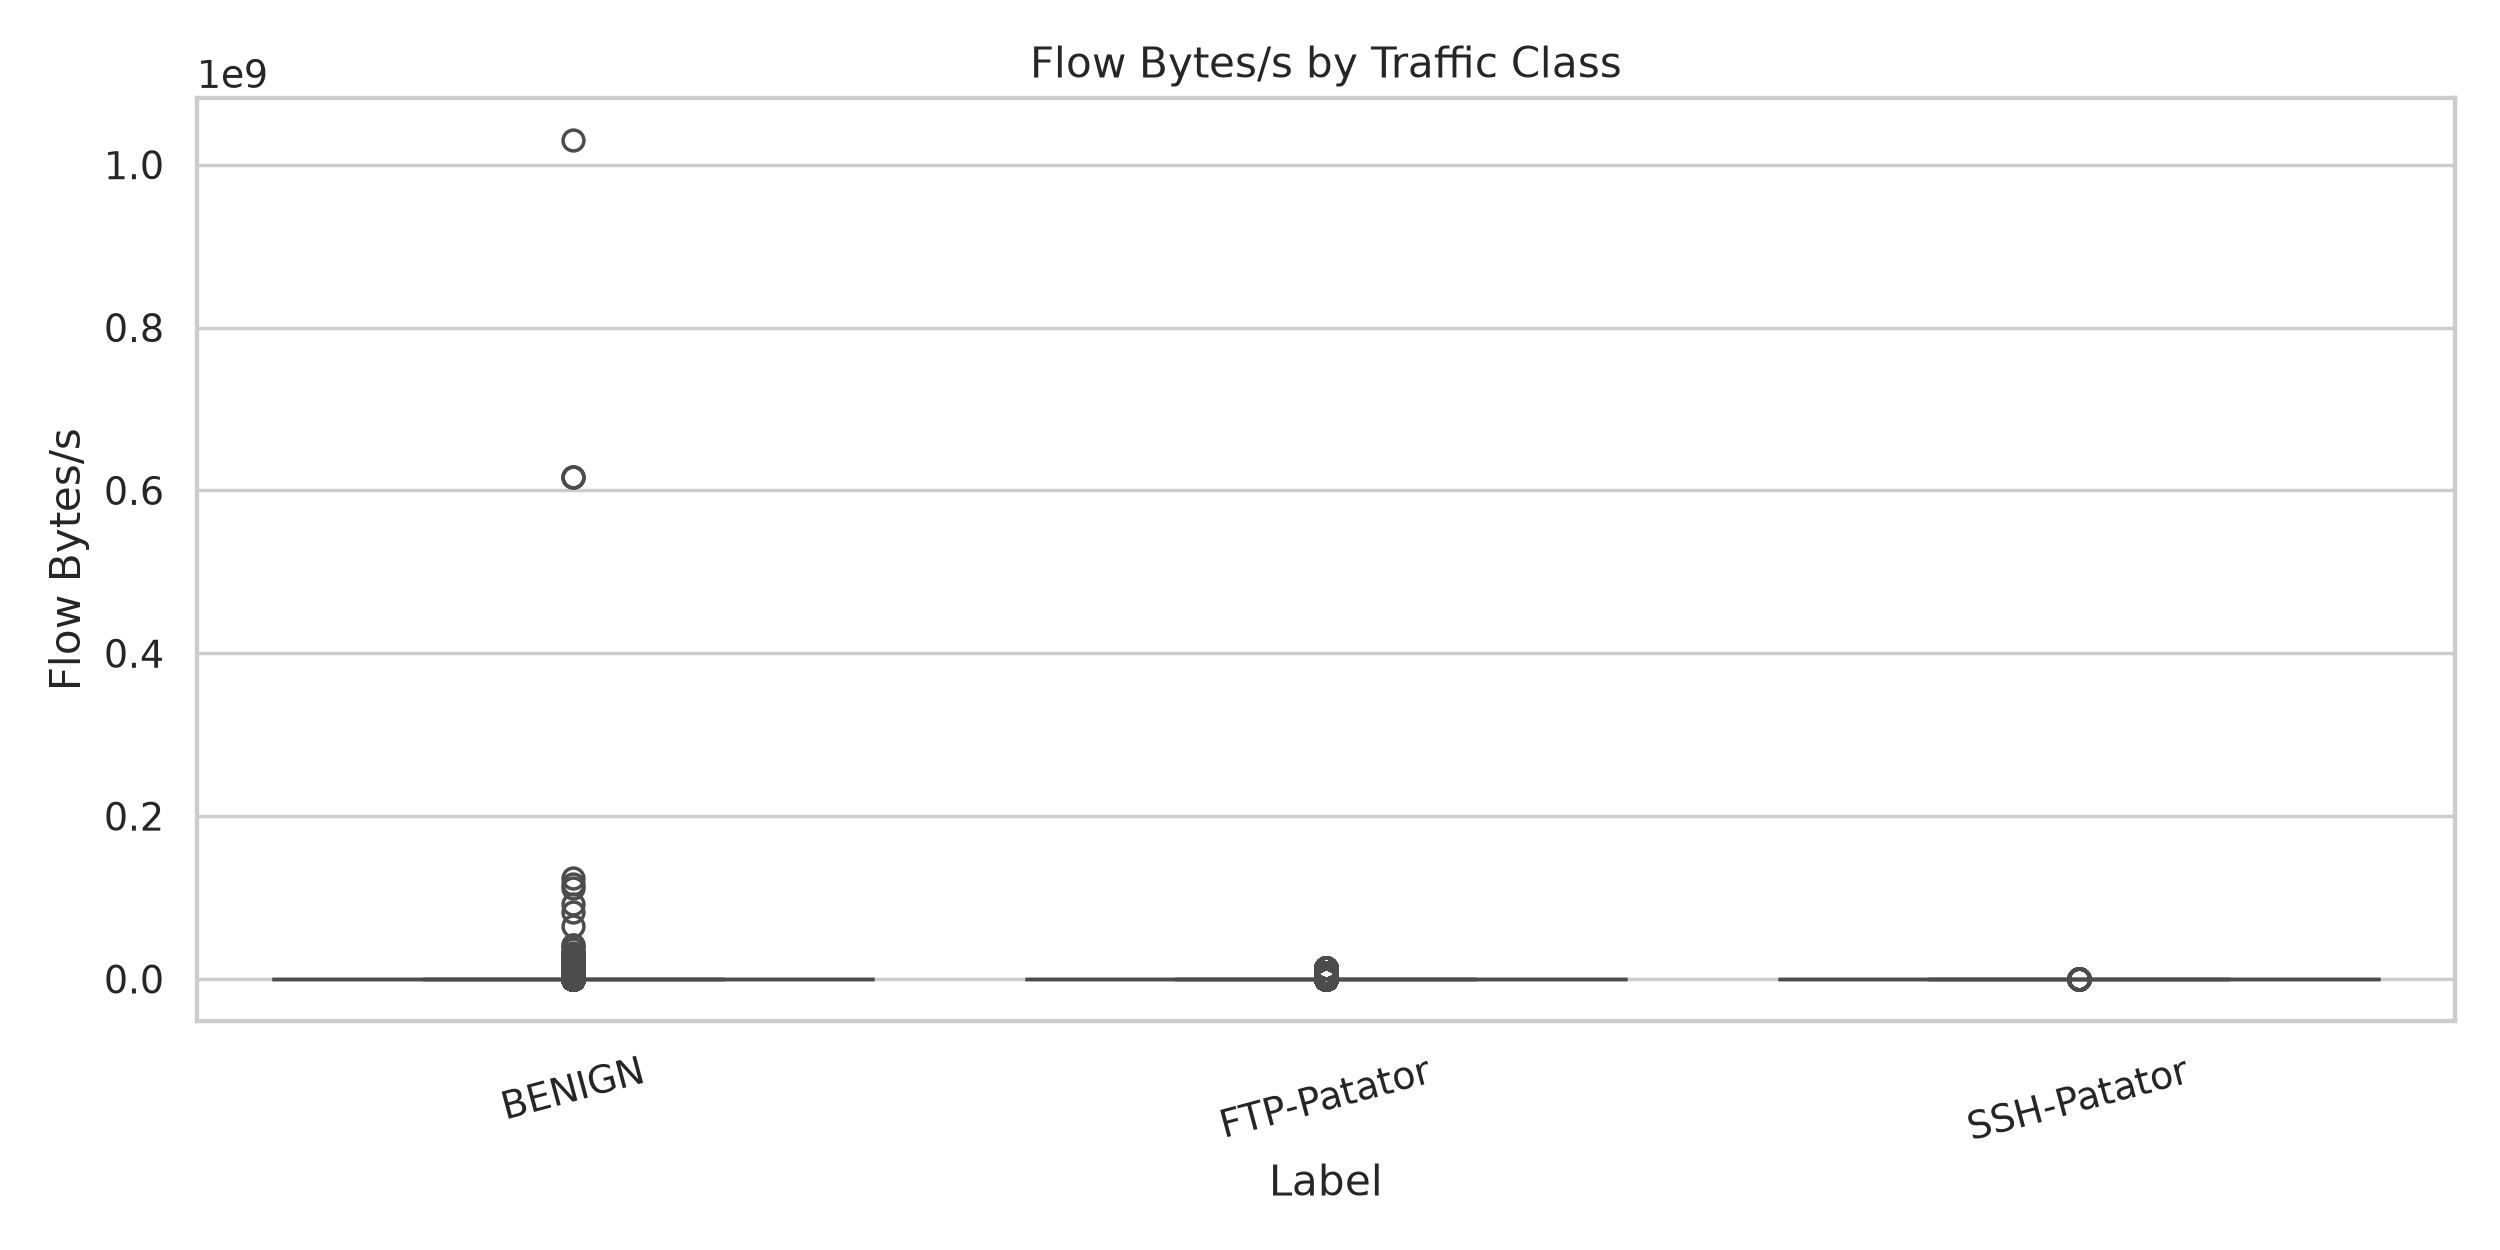 Flow Bytes/s by Traffic Class
1e9
1.0
0.8
0.6
0.4
0.2
0.0
Flow Bytes/s
BENIGN
FTP-Patator
SSH-Patator
Label